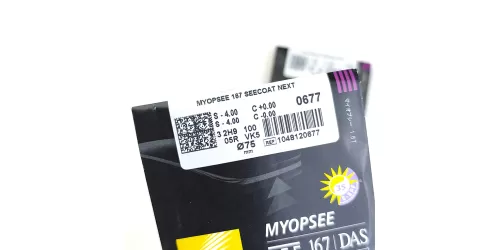 MYOPSEE 167 SEECOAT NEXT
S - 4.00 C +0.00 0677
S - 4.00 C -0.00
3 2H9 100
05R VK5 REF 1048120677
Ø75
mm
MYOPSEE
167 | DAS